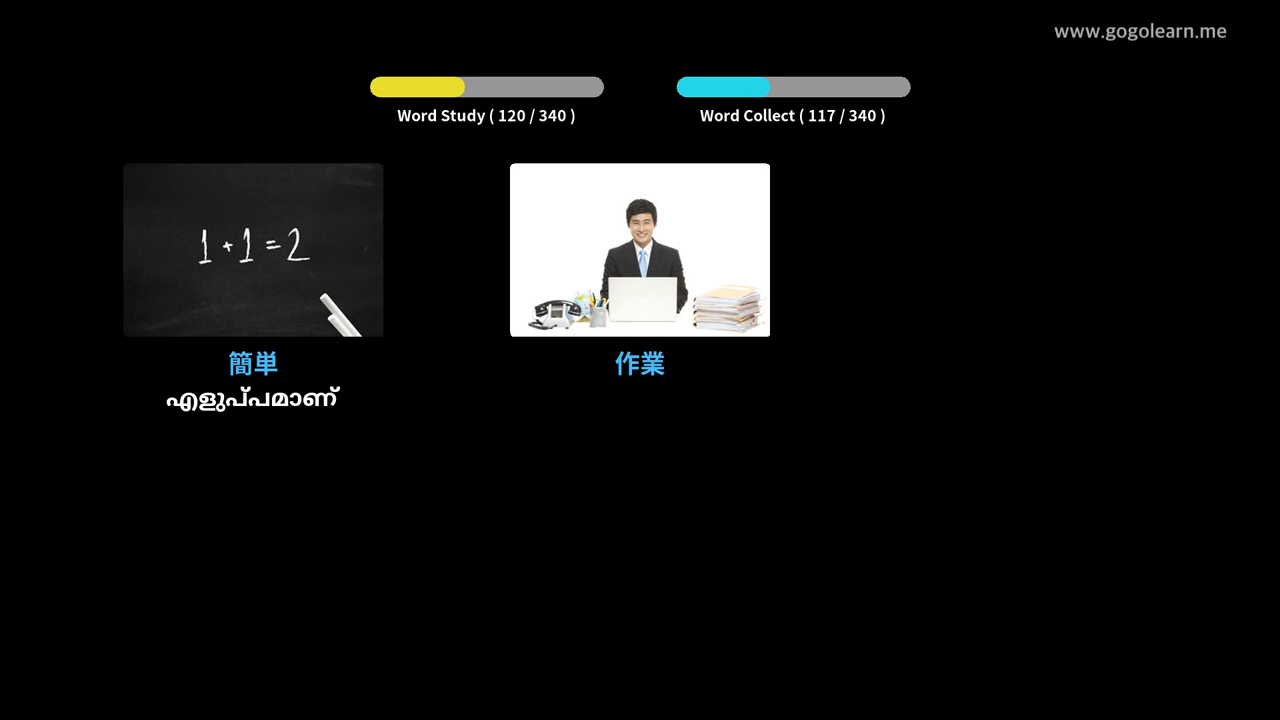 www.gogolearn.me
Word Study ( 120 / 340 )
Word Collect ( 117 / 340 )
1 + 1 = 2
簡単
എളുപ്പമാണ്
作業